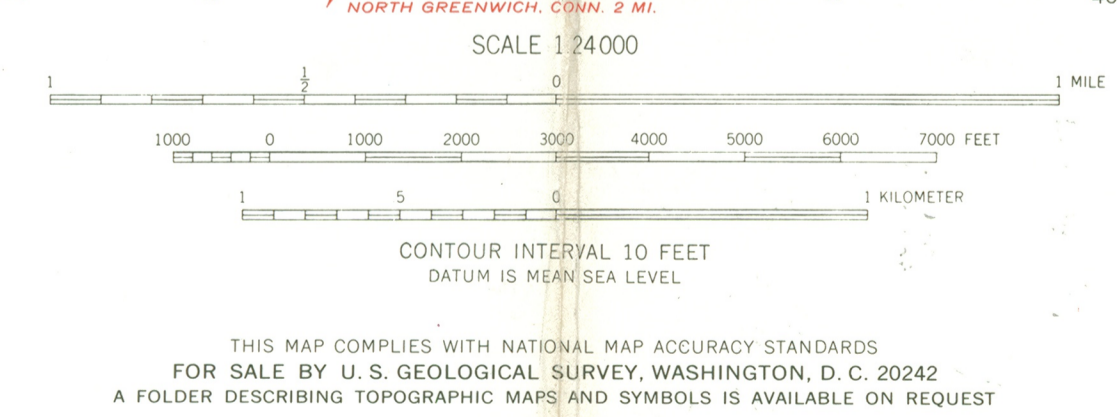 NORTH GREENWICH, CONN. 2 MI.
SCALE 1:24000
1 ½ 0 1 MILE
1000 0 1000 2000 3000 4000 5000 6000 7000 FEET
1 5 0 1 KILOMETER
CONTOUR INTERVAL 10 FEET
DATUM IS MEAN SEA LEVEL
THIS MAP COMPLIES WITH NATIONAL MAP ACCURACY STANDARDS
FOR SALE BY U. S. GEOLOGICAL SURVEY, WASHINGTON, D. C. 20242
A FOLDER DESCRIBING TOPOGRAPHIC MAPS AND SYMBOLS IS AVAILABLE ON REQUEST